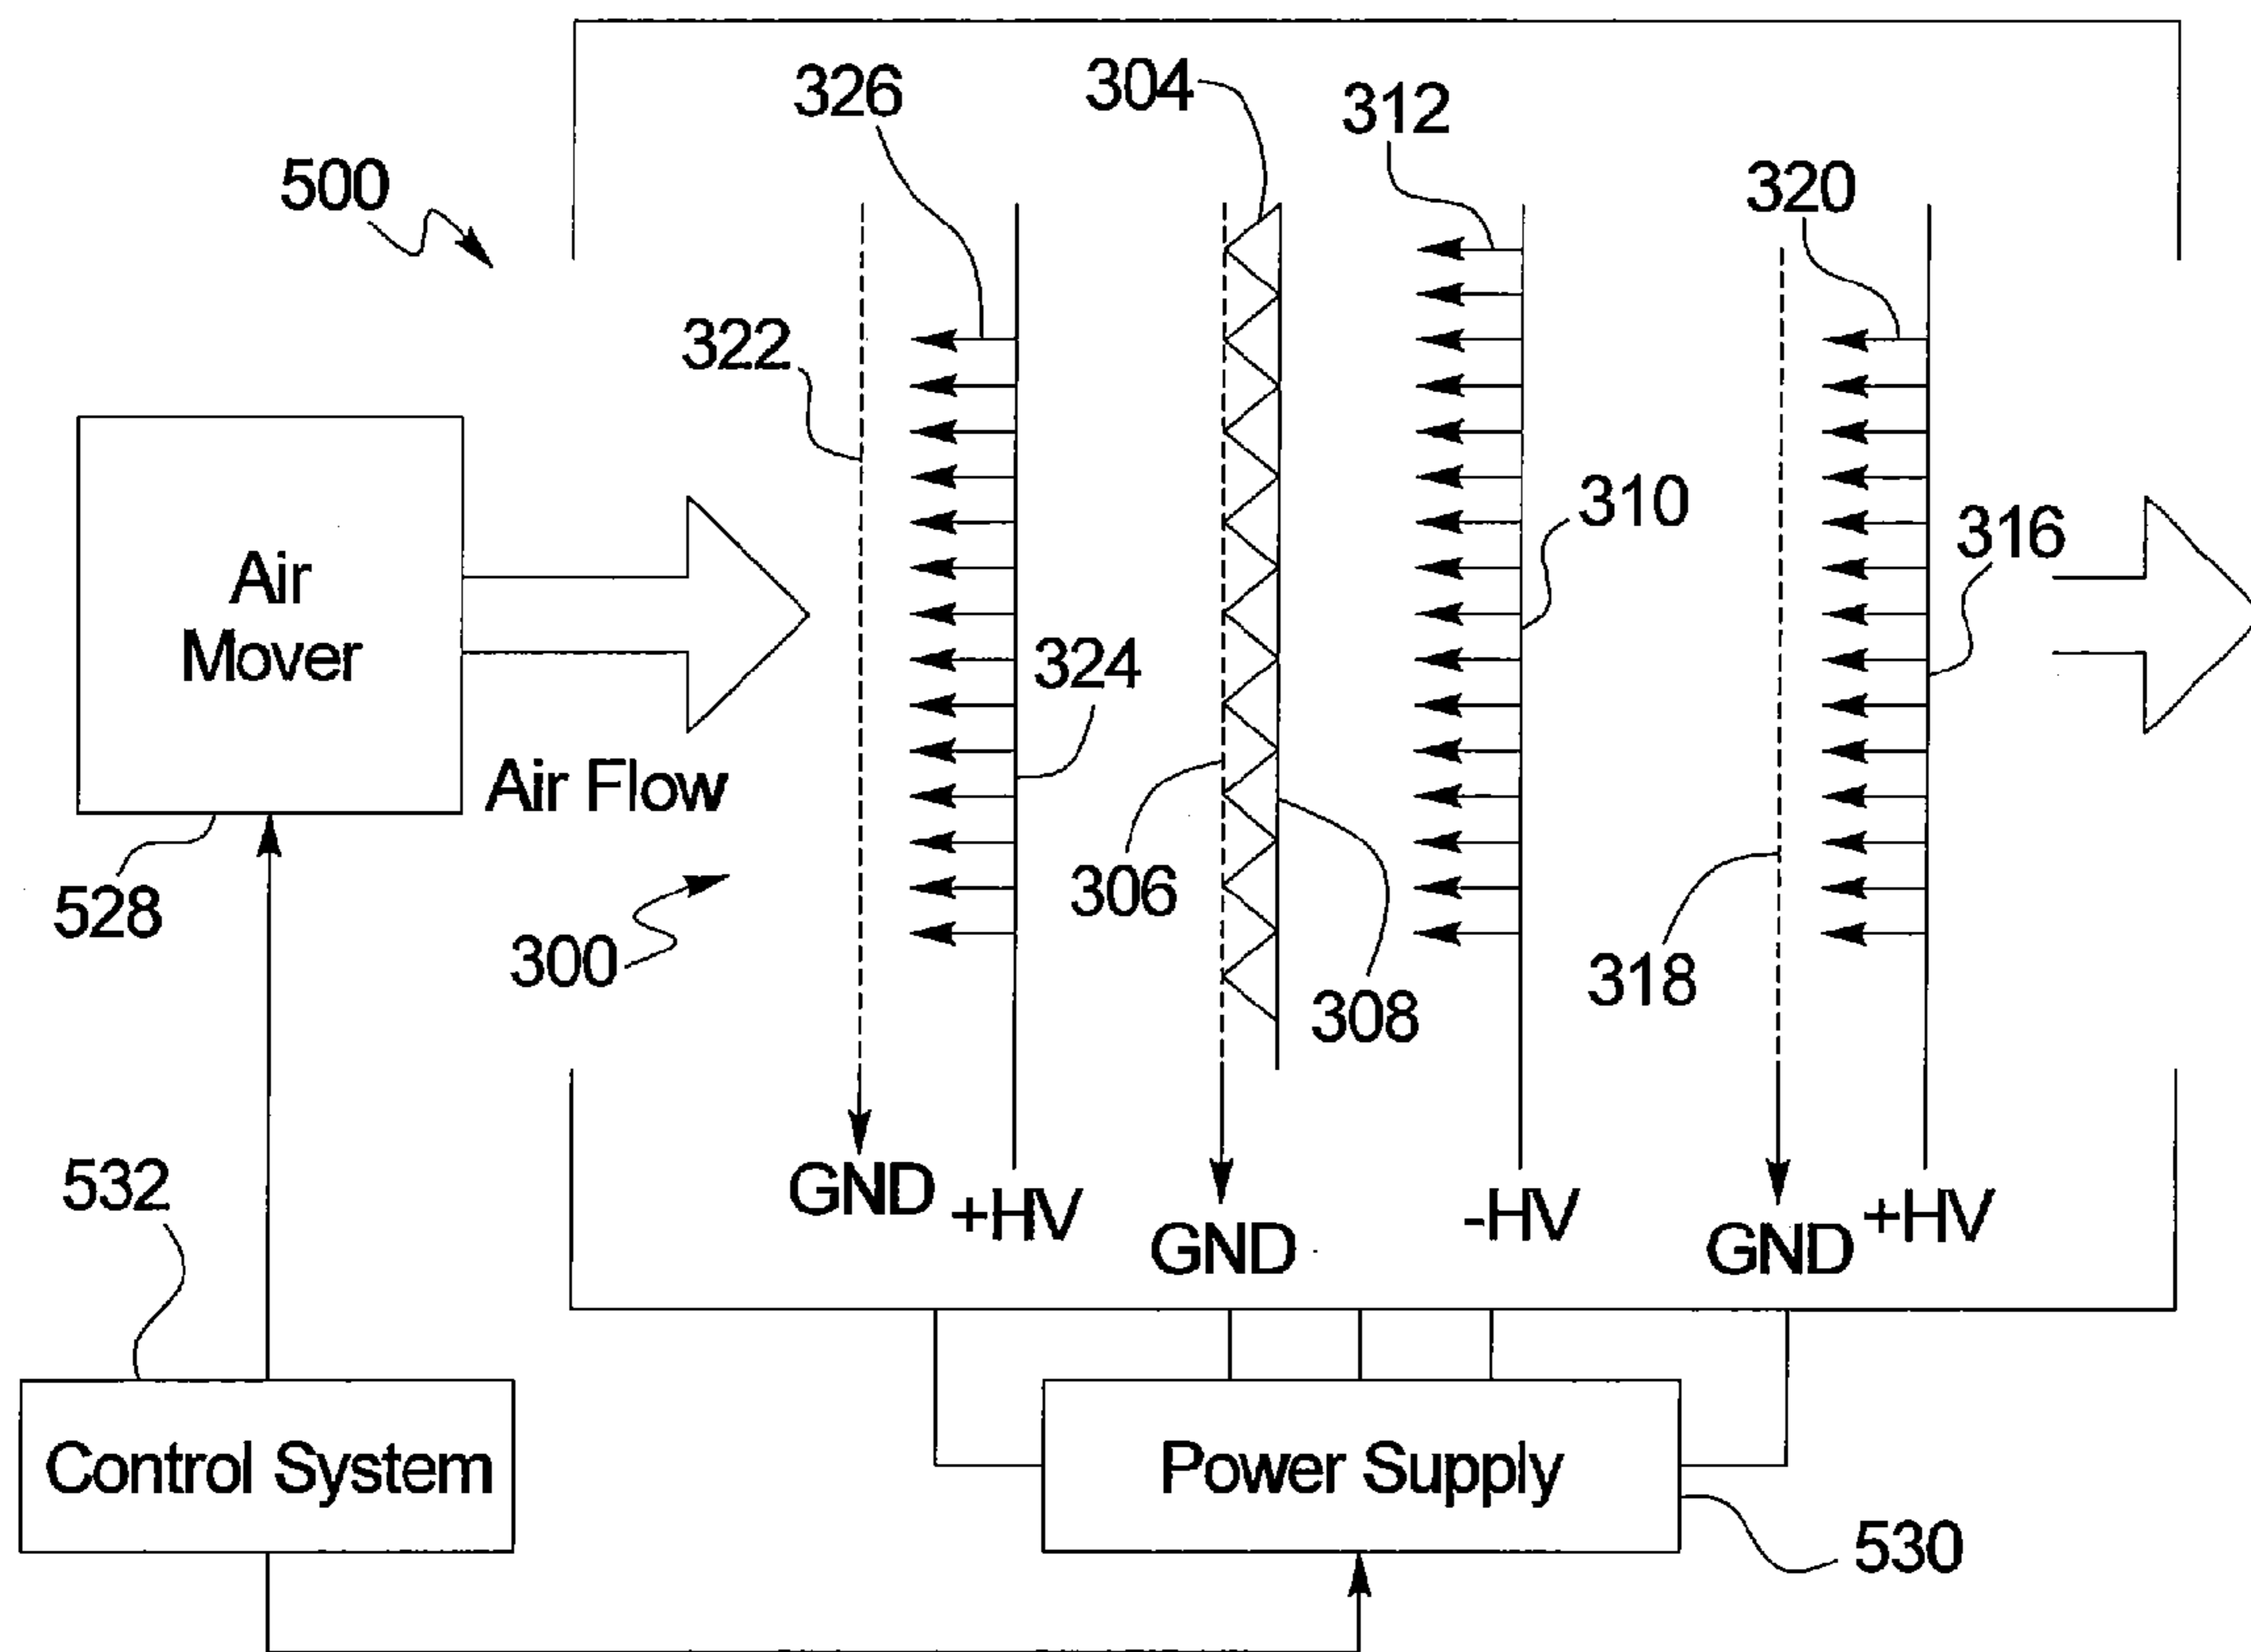 326
304
312
500
320
322
310
316
Air
Mover
324
Air Flow
306
528
300
318
308
532
GND
+HV
GND
-HV
GND
+HV
Control System
Power Supply
530